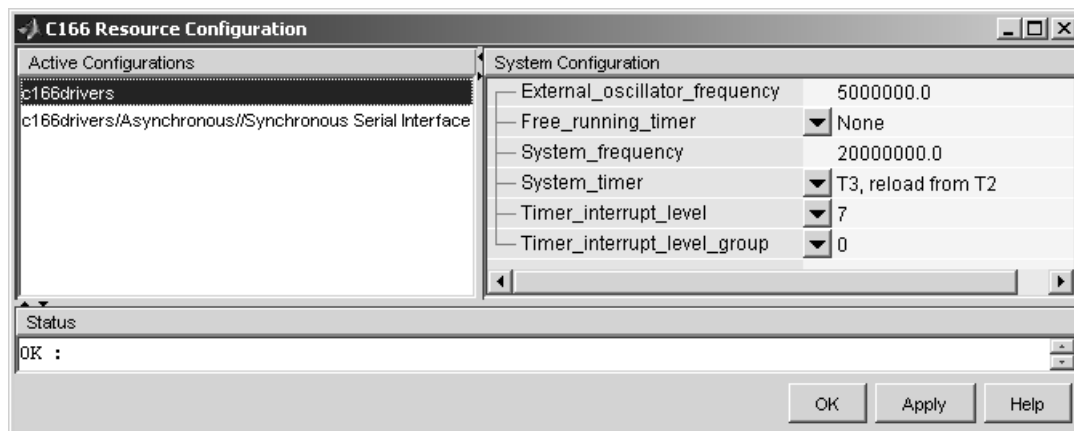 C166 Resource Configuration
Active Configurations
c166drivers
c166drivers/Asynchronous//Synchronous Serial Interface
System Configuration
External_oscillator_frequency 5000000.0
Free_running_timer None
System_frequency 20000000.0
System_timer T3, reload from T2
Timer_interrupt_level 7
Timer_interrupt_level_group 0
Status
OK :
OK Apply Help